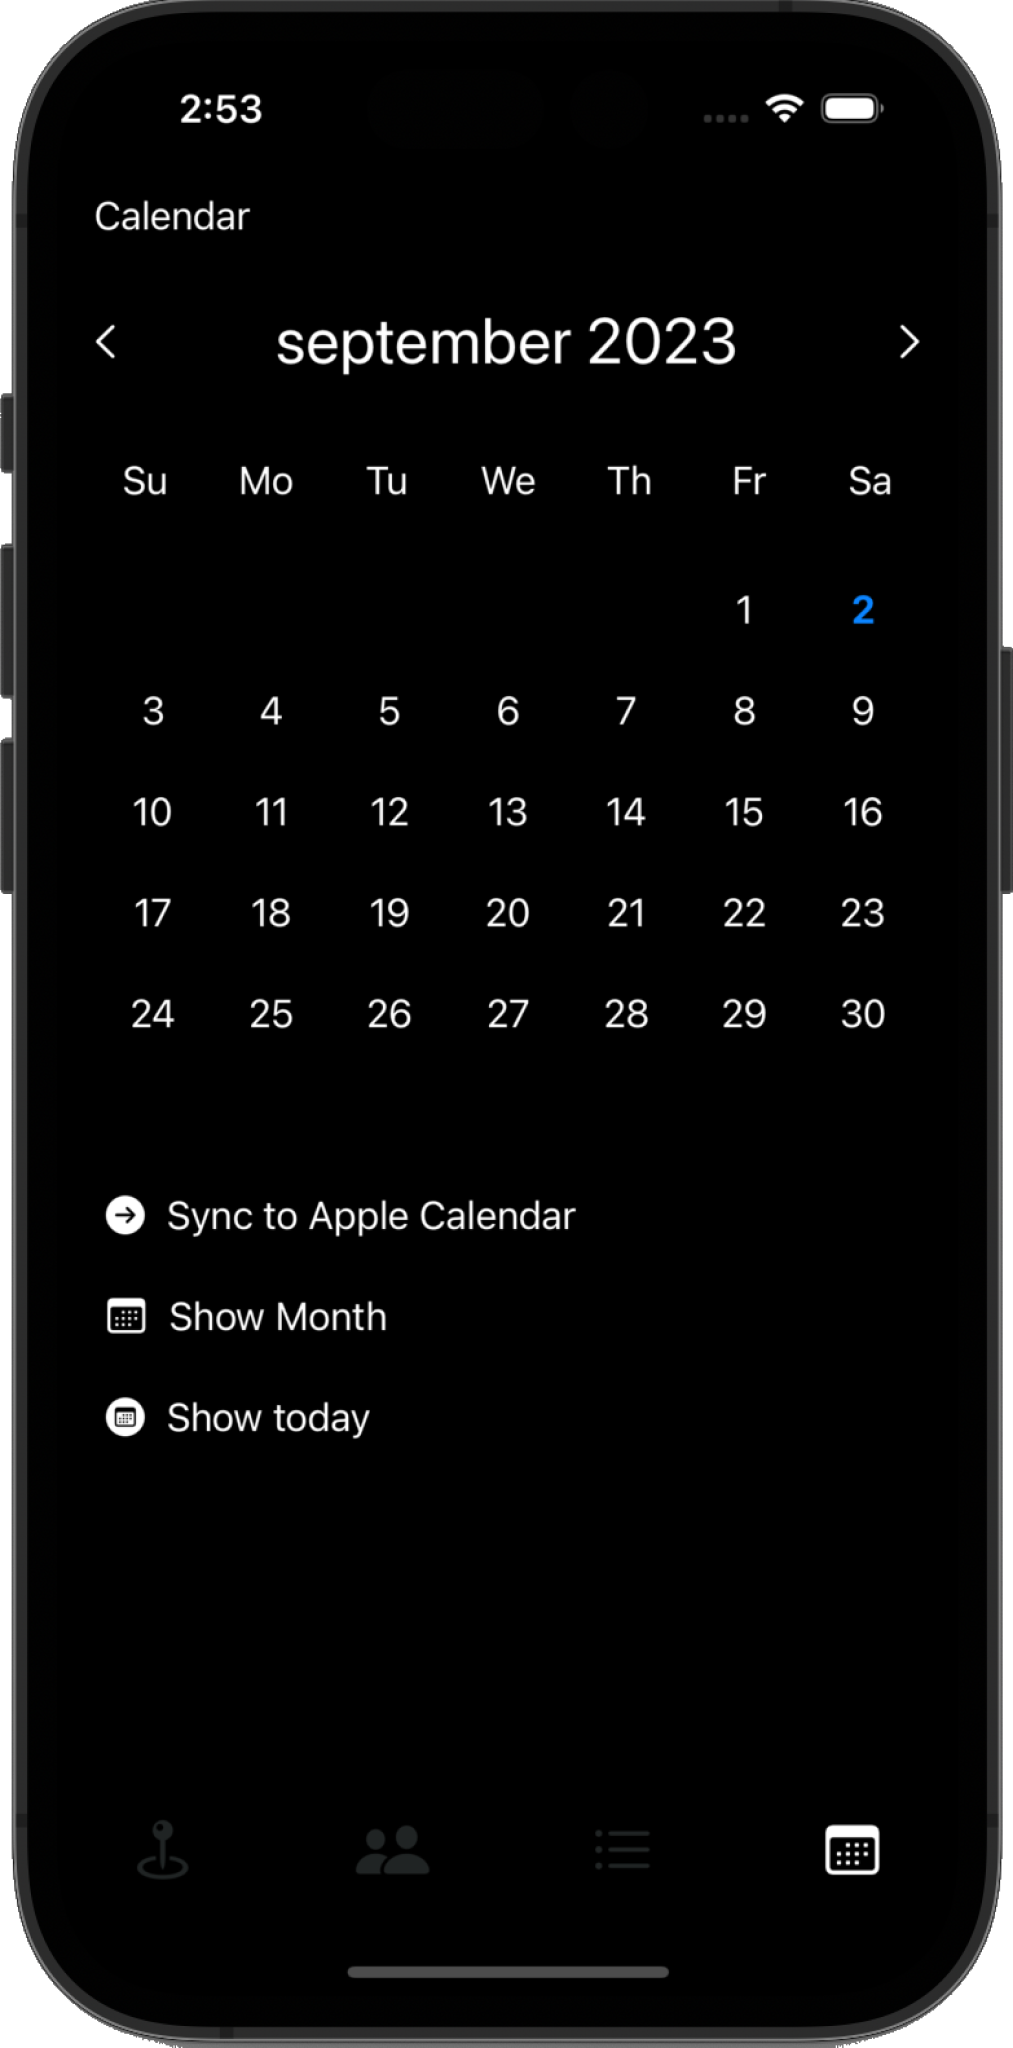 2:53
Calendar
september 2023
Su Mo Tu We Th Fr Sa
1 2
3 4 5 6 7 8 9
10 11 12 13 14 15 16
17 18 19 20 21 22 23
24 25 26 27 28 29 30
Sync to Apple Calendar
Show Month
Show today